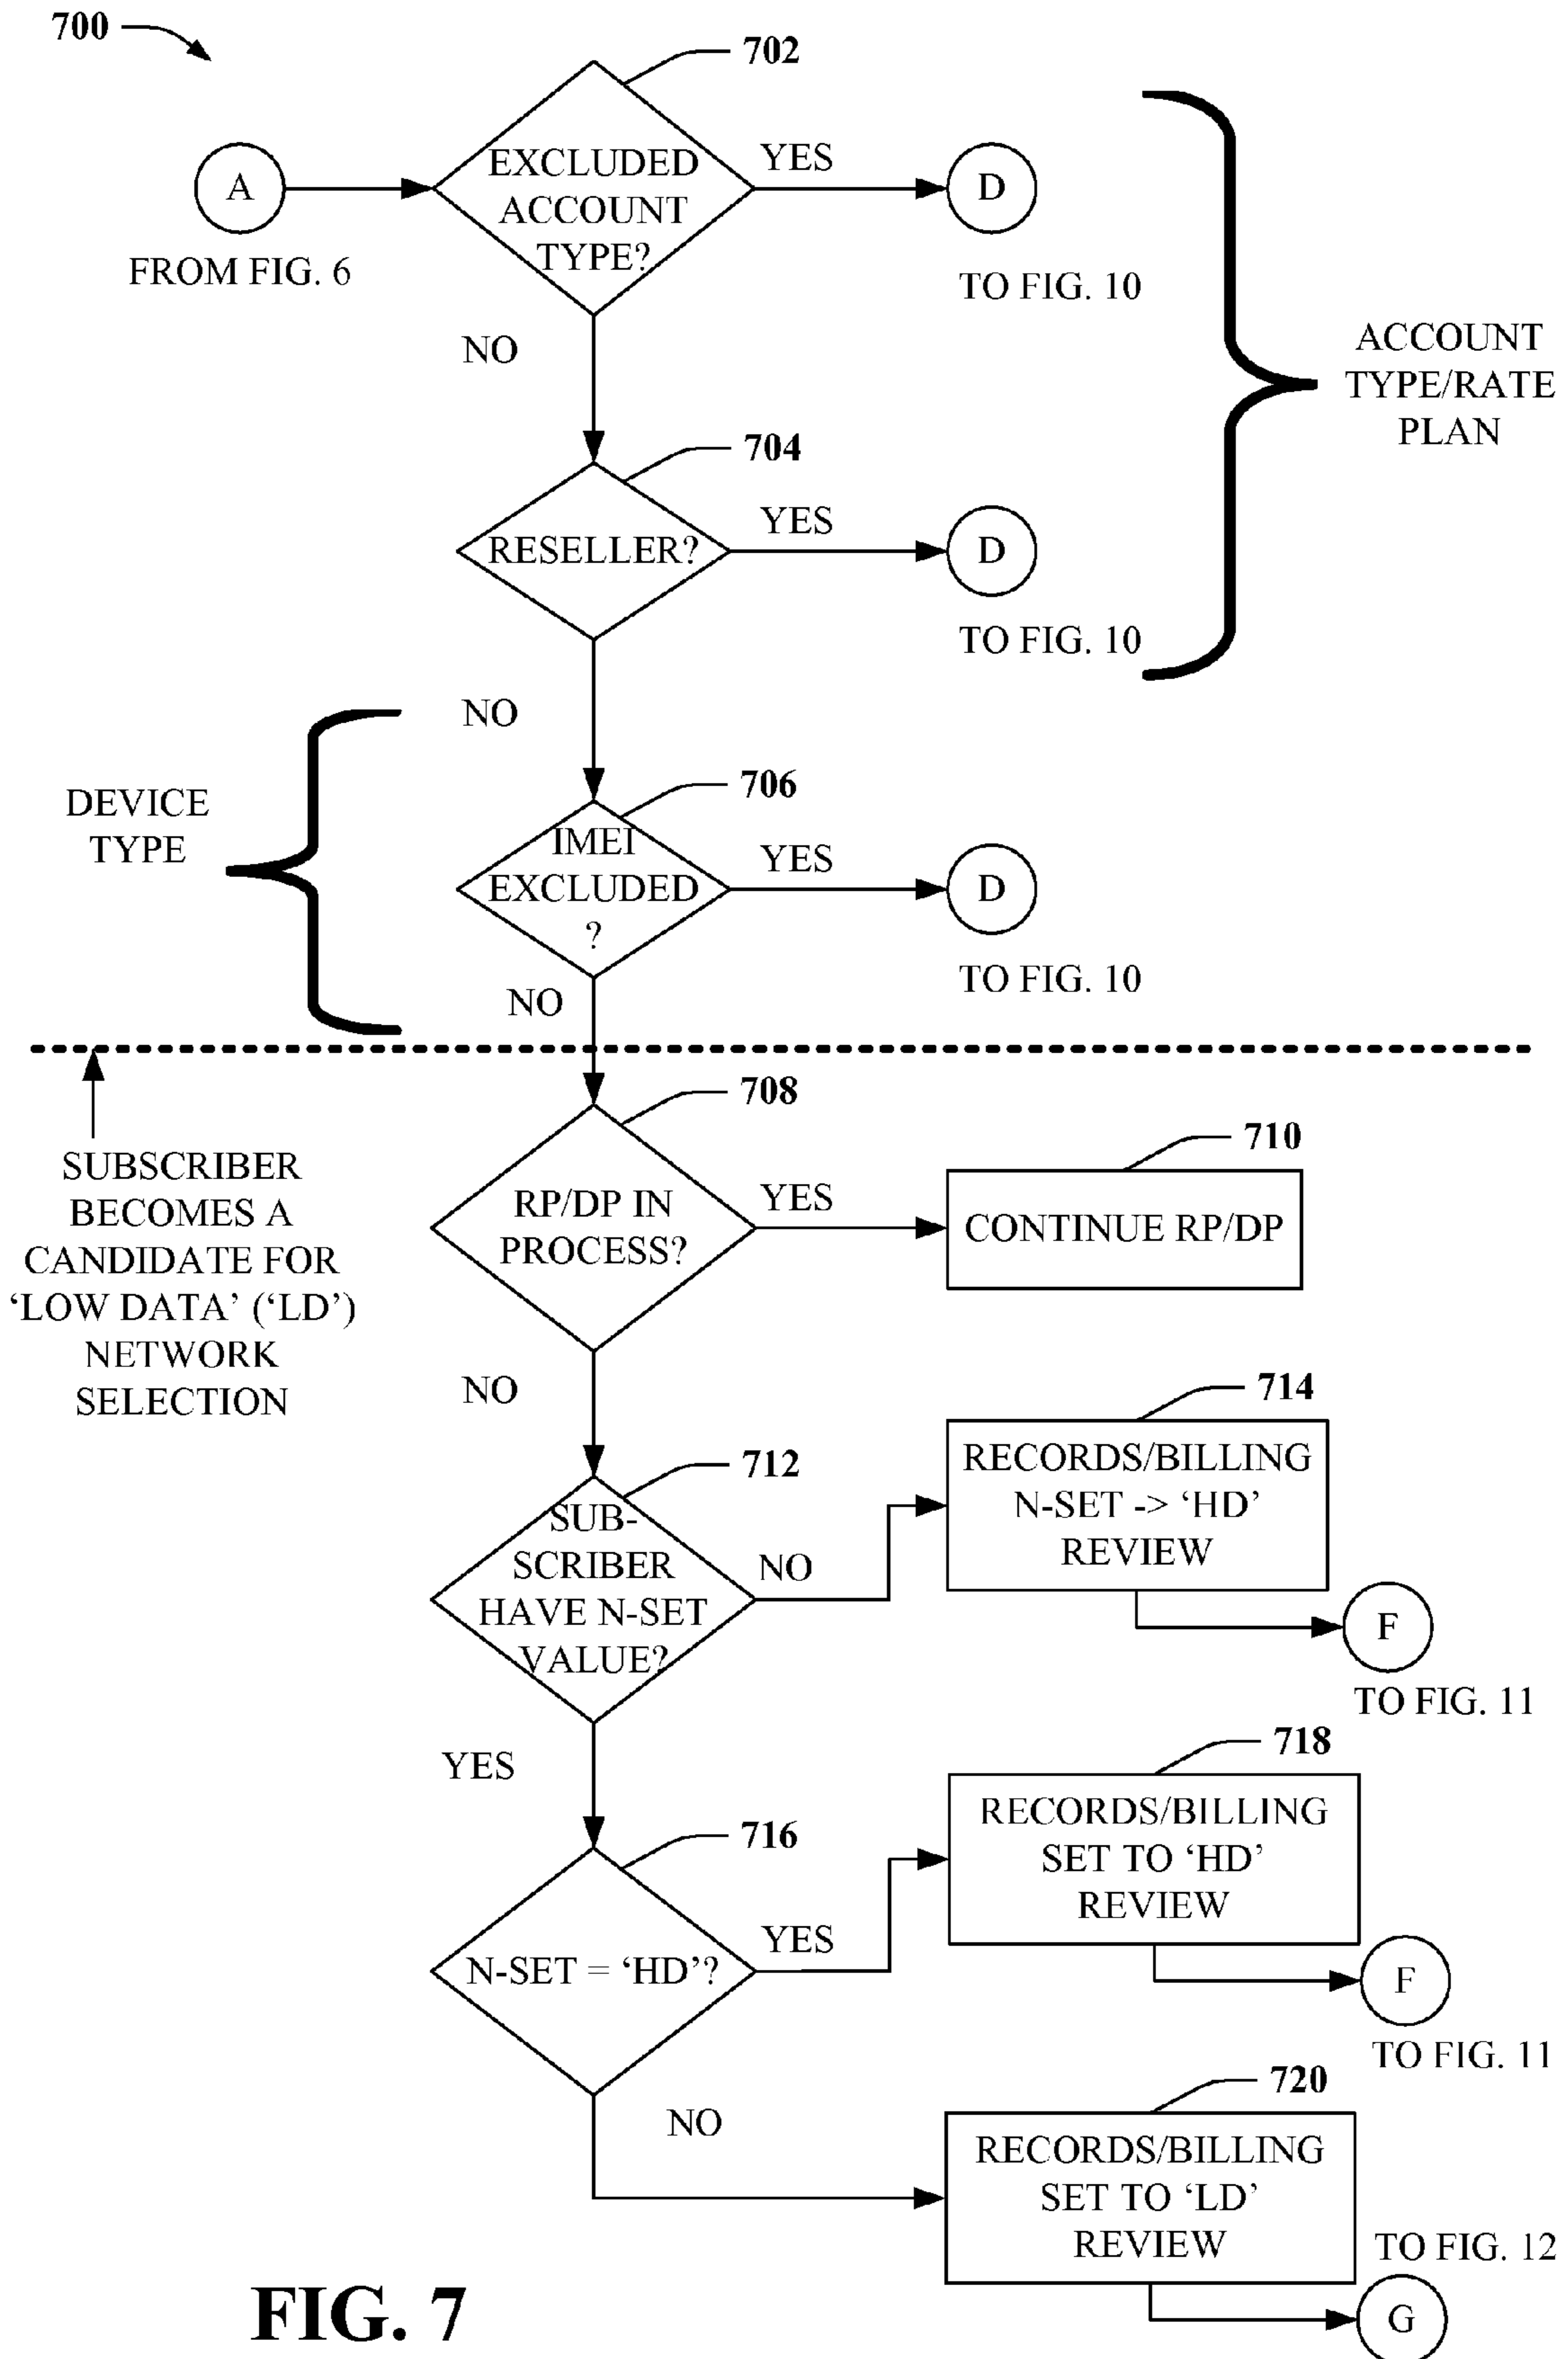 700
702
EXCLUDED
ACCOUNT
TYPE?
YES
A
D
FROM FIG. 6
TO FIG. 10
NO
ACCOUNT
TYPE/RATE
PLAN
704
RESELLER?
YES
D
TO FIG. 10
NO
DEVICE
TYPE
706
IMEI
EXCLUDED
?
YES
D
TO FIG. 10
NO
SUBSCRIBER
BECOMES A
CANDIDATE FOR
‘LOW DATA’ (‘LD’)
NETWORK
SELECTION
708
RP/DP IN
PROCESS?
YES
710
CONTINUE RP/DP
NO
712
SUB-
SCRIBER
HAVE N-SET
VALUE?
NO
714
RECORDS/BILLING
N-SET -> ‘HD’
REVIEW
F
TO FIG. 11
YES
716
N-SET = ‘HD’?
YES
718
RECORDS/BILLING
SET TO ‘HD’
REVIEW
F
TO FIG. 11
NO
720
RECORDS/BILLING
SET TO ‘LD’
REVIEW
TO FIG. 12
G
FIG. 7